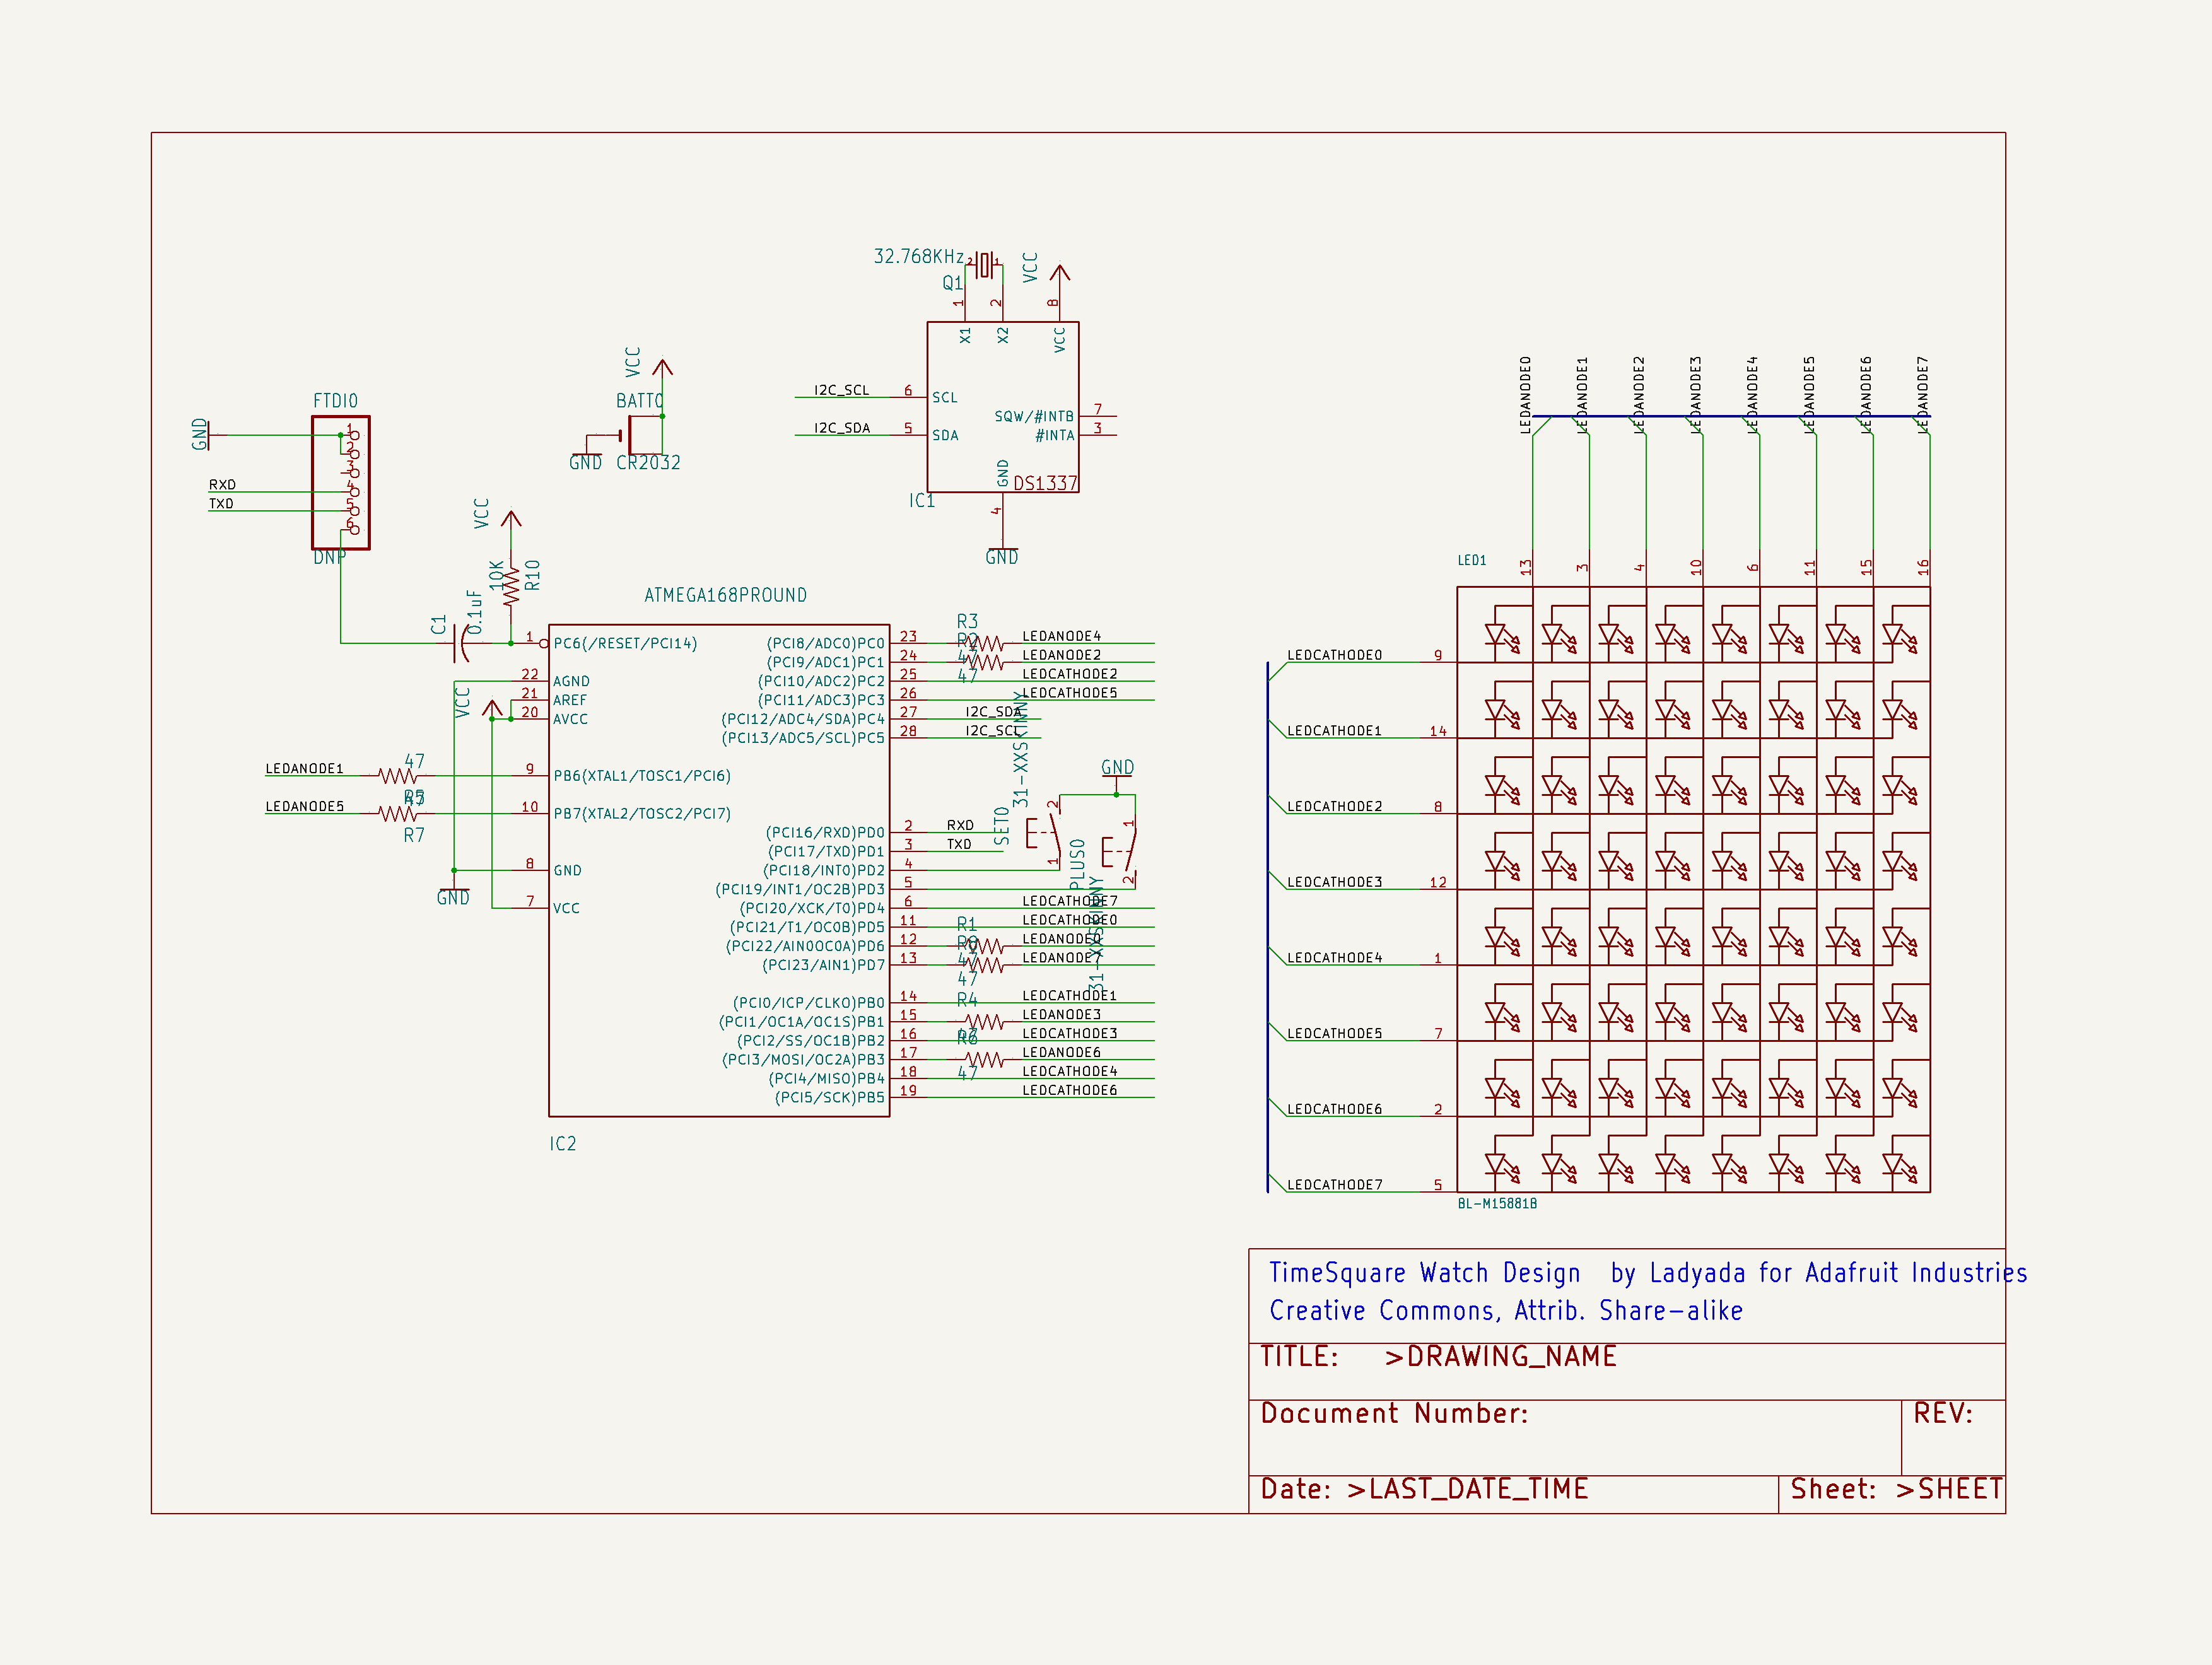 32.768KHz
2
1
Q1
VCC
1
2
8
X1
X2
VCC
I2C_SCL
6
SCL
SQW/#INTB
7
I2C_SDA
5
SDA
#INTA
3
GND
DS1337
IC1
4
GND
VCC
BATT0
GND
CR2032
FTDI0
GND
1
2
3
RXD
4
TXD
5
6
DNP
VCC
10K
R10
C1
0.1uF
ATMEGA168PROUND
1
PC6(/RESET/PCI14)
22
AGND
21
AREF
VCC
20
AVCC
LEDANODE1
47
9
PB6(XTAL1/TOSC1/PCI6)
LEDANODE5
47
R7
10
PB7(XTAL2/TOSC2/PCI7)
8
GND
GND
7
VCC
R3
(PCI8/ADC0)PC0
23
LEDANODE4
R2
(PCI9/ADC1)PC1
24
47
LEDANODE2
47
(PCI10/ADC2)PC2
25
LEDCATHODE2
(PCI11/ADC3)PC3
26
LEDCATHODE5
(PCI12/ADC4/SDA)PC4
27
I2C_SDA
(PCI13/ADC5/SCL)PC5
28
I2C_SCL
31-XXSKINNY
SET0
GND
2
1
1
2
PLUS0
31-XXSKINNY
(PCI16/RXD)PD0
2
RXD
(PCI17/TXD)PD1
3
TXD
(PCI18/INT0)PD2
4
(PCI19/INT1/OC2B)PD3
5
(PCI20/XCK/T0)PD4
6
LEDCATHODE7
(PCI21/T1/OC0B)PD5
11
R1
LEDCATHODE0
(PCI22/AIN0OC0A)PD6
12
LEDANODE0
(PCI23/AIN1)PD7
13
47
LEDANODE7
47
(PCI0/ICP/CLKO)PB0
14
R4
LEDCATHODE1
(PCI1/OC1A/OC1S)PB1
15
LEDANODE3
(PCI2/SS/OC1B)PB2
16
47
LEDCATHODE3
(PCI3/MOSI/OC2A)PB3
17
LEDANODE6
(PCI4/MISO)PB4
18
47
LEDCATHODE4
(PCI5/SCK)PB5
19
LEDCATHODE6
IC2
LEDANODE0
LEDANODE1
LEDANODE2
LEDANODE3
LEDANODE4
LEDANODE5
LEDANODE6
LEDANODE7
LED1
13
3
4
10
6
11
15
16
LEDCATHODE0
9
LEDCATHODE1
14
LEDCATHODE2
8
LEDCATHODE3
12
LEDCATHODE4
1
LEDCATHODE5
7
LEDCATHODE6
2
LEDCATHODE7
5
BL-M15881B
TimeSquare Watch Design by Ladyada for Adafruit Industries
Creative Commons, Attrib. Share-alike
TITLE: >DRAWING_NAME
Document Number:
REV:
Date: >LAST_DATE_TIME
Sheet: >SHEET